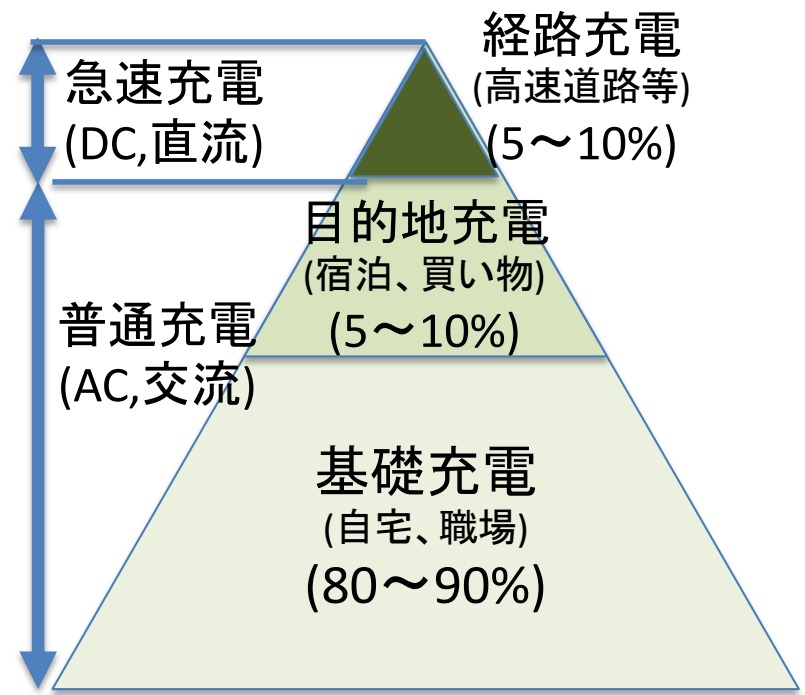 経路充電
(高速道路等)
(5～10%)
急速充電
(DC,直流)
目的地充電
(宿泊、買い物)
(5～10%)
普通充電
(AC,交流)
基礎充電
(自宅、職場)
(80～90%)